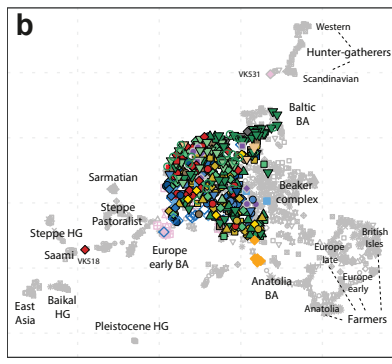 b
Western
Hunter-gatherers
VK531
Scandinavian
Baltic
BA
Sarmatian
Beaker
complex
Steppe
Pastoralist
Steppe HG
Saami
VK518
Europe
early BA
British
Isles
Europe
late
Europe
early
Anatolia
BA
East
Asia
Baikal
HG
Anatolia
Farmers
Pleistocene HG